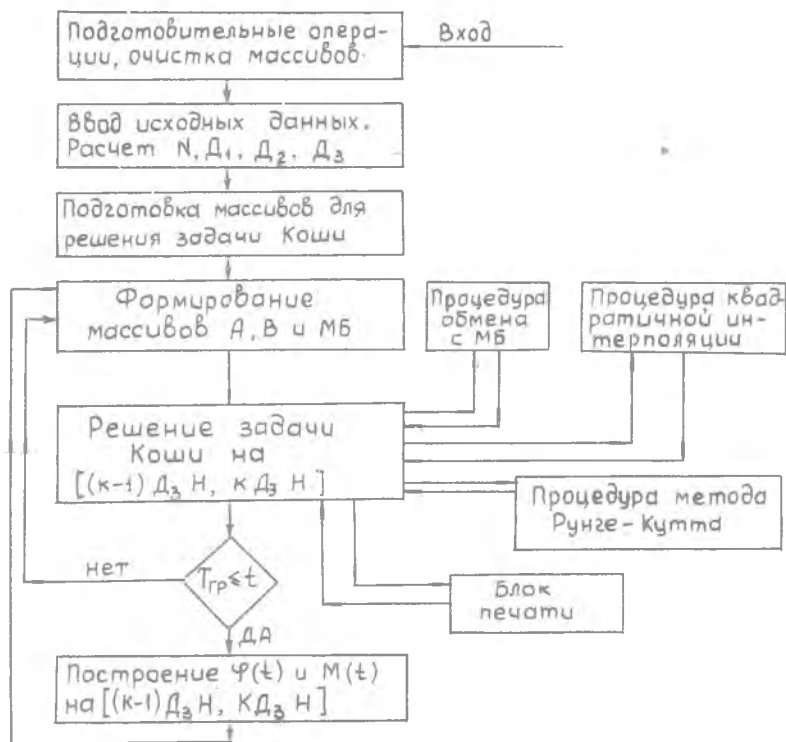 Подготовительные опера-
ции, очистка массивов.
Вход
Ввод исходных данных.
Расчет N, Д₁, Д₂, Д₃
Подготовка массивов для
решения задачи Коши
Формирование
массивов А, В и МБ
Процедура
обмена
с МБ
Процедура квад
ратичной ин-
терполяции
Решение задачи
Коши на
[(к-1) Д₃ Н, к Д₃ Н.]
Процедура метода
Рунге-Кутта
нет
Tгр ≤ t
Блок
печати
ДА
Построение φ(t) и М(t)
на [(к-1) Д₃ Н, К Д₃ Н]